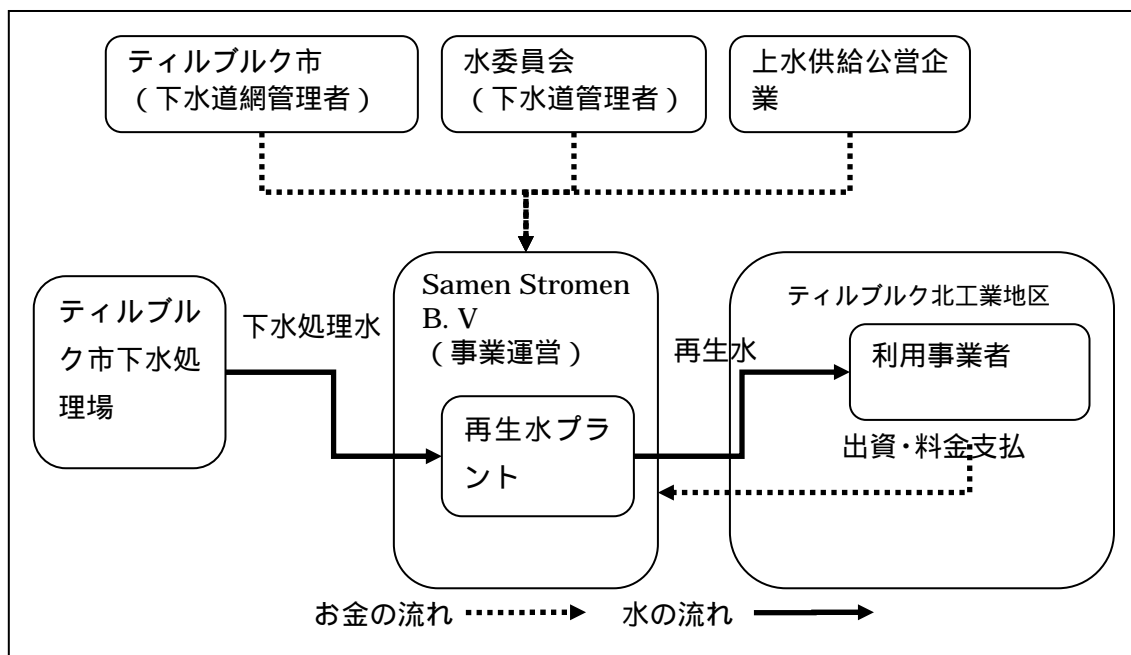 ティルブルク市
（下水道網管理者）
水委員会
（下水道管理者）
上水供給公営企
業
ティルブル
ク市下水処
理場
下水処理水
Samen Stromen
B. V
（事業運営）
再生水プラ
ント
再生水
ティルブルク北工業地区
利用事業者
出資・料金支払
お金の流れ
水の流れ